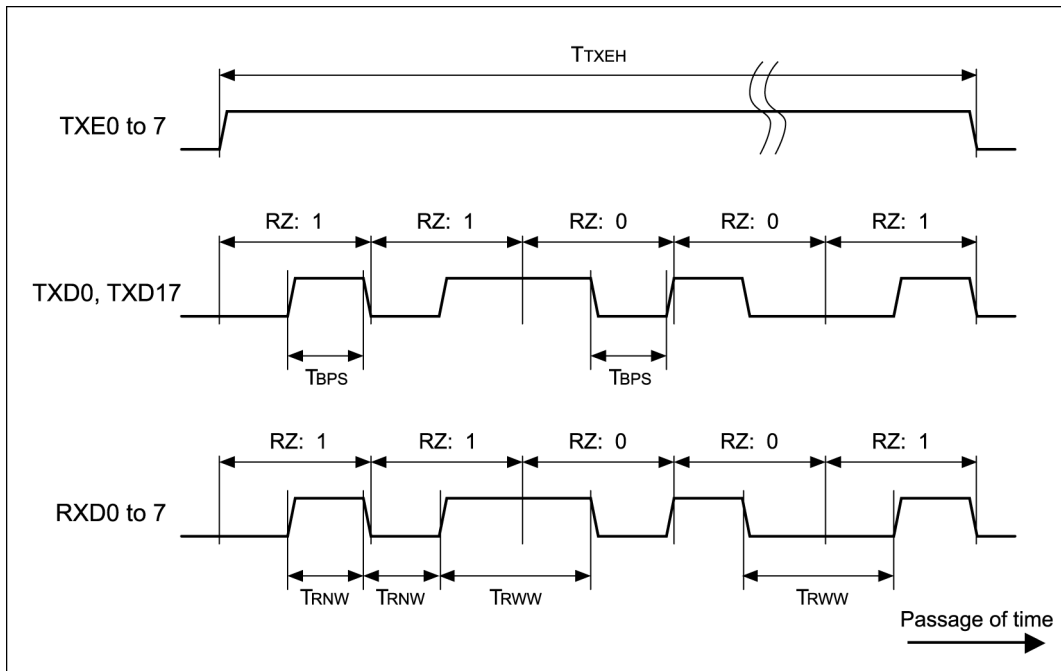 TTXEH
TXE0 to 7
RZ: 1 RZ: 1 RZ: 0 RZ: 0 RZ: 1
TXD0, TXD17
TBPS TBPS
RZ: 1 RZ: 1 RZ: 0 RZ: 0 RZ: 1
RXD0 to 7
TRNW TRNW TRWW TRWW
Passage of time